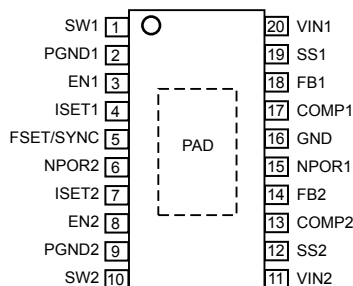 SW1 1 20 VIN1
PGND1 2 19 SS1
EN1 3 18 FB1
ISET1 4 17 COMP1
FSET/SYNC 5 PAD 16 GND
NPOR2 6 15 NPOR1
ISET2 7 14 FB2
EN2 8 13 COMP2
PGND2 9 12 SS2
SW2 10 11 VIN2